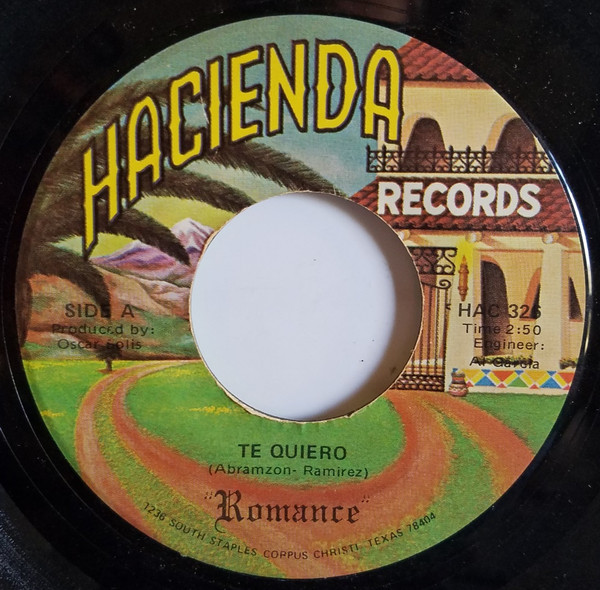 HACIENDA
RECORDS
SIDE A
Produced by:
Oscar Solis
HAC 326
Time 2:50
Engineer:
Al Garcia
TE QUIERO
(Abramzon- Ramirez)
"Romance"
1236 SOUTH STAPLES CORPUS CHRISTI, TEXAS 78404